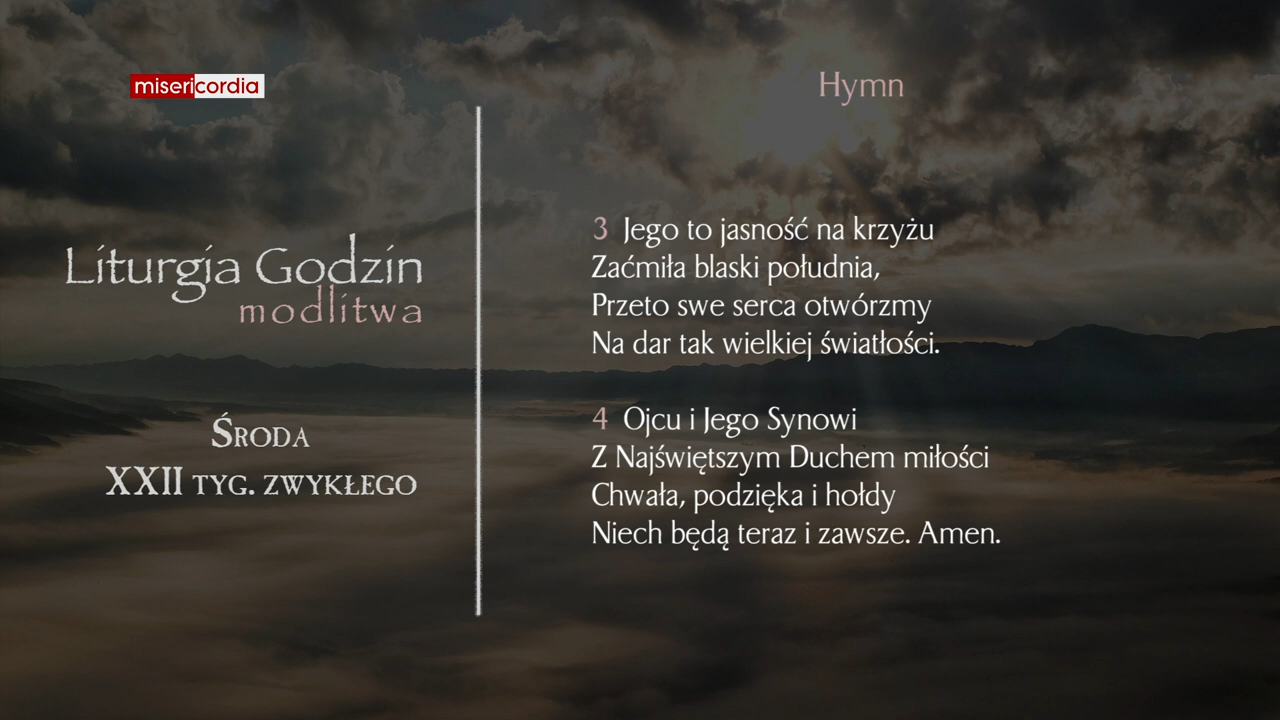 misericordia
Liturgia Godzin
modlitwa
Środa
XXII tyg. zwykłego
Hymn
3 Jego to jasność na krzyżu
Zaćmiła blaski południa,
Przeto swe serca otwórzmy
Na dar tak wielkiej światłości.
4 Ojcu i Jego Synowi
Z Najświętszym Duchem miłości
Chwała, podzięka i hołdy
Niech będą teraz i zawsze. Amen.